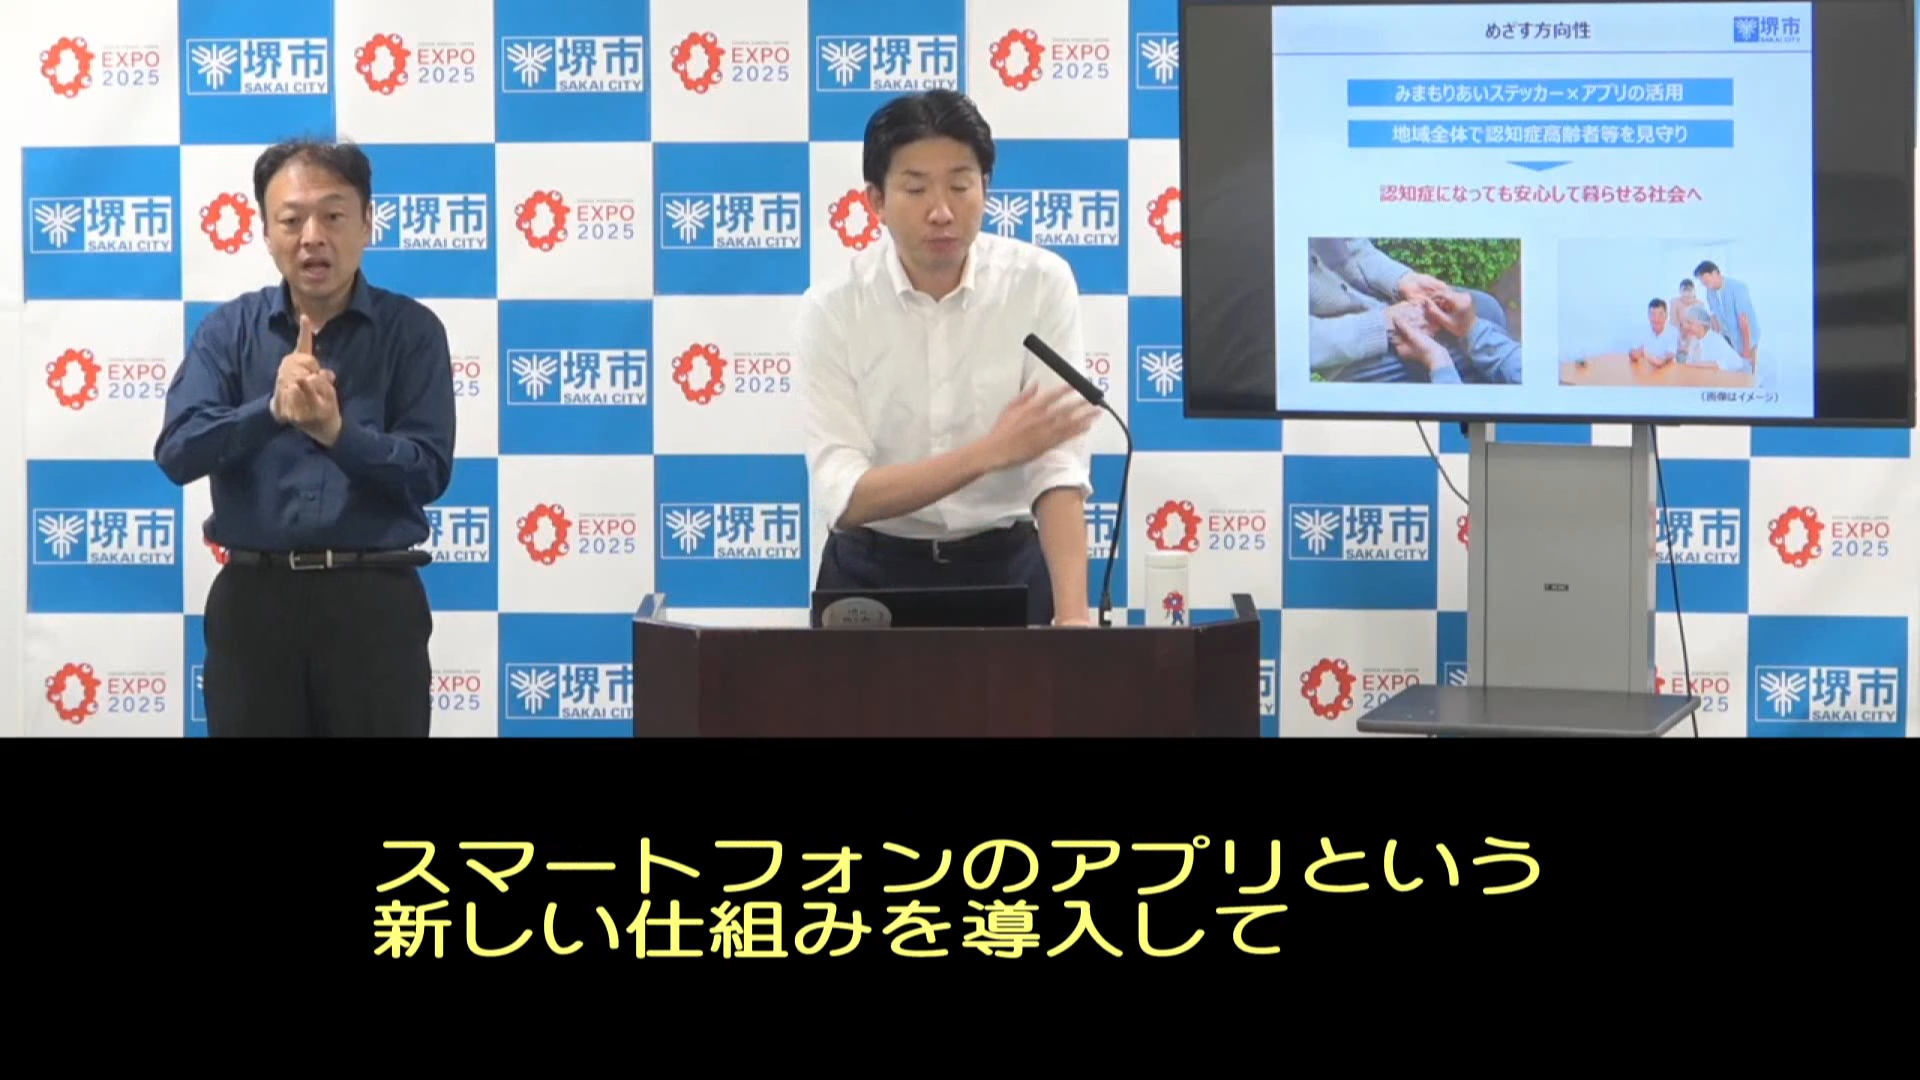 めざす方向性
堺市
SAKAI CITY
みまもりあいステッカー×アプリの活用
地域全体で認知症高齢者等を見守り
認知症になっても安心して暮らせる社会へ
(画像はイメージ)
EXPO
2025
堺市
SAKAI CITY
スマートフォンのアプリという
新しい仕組みを導入して